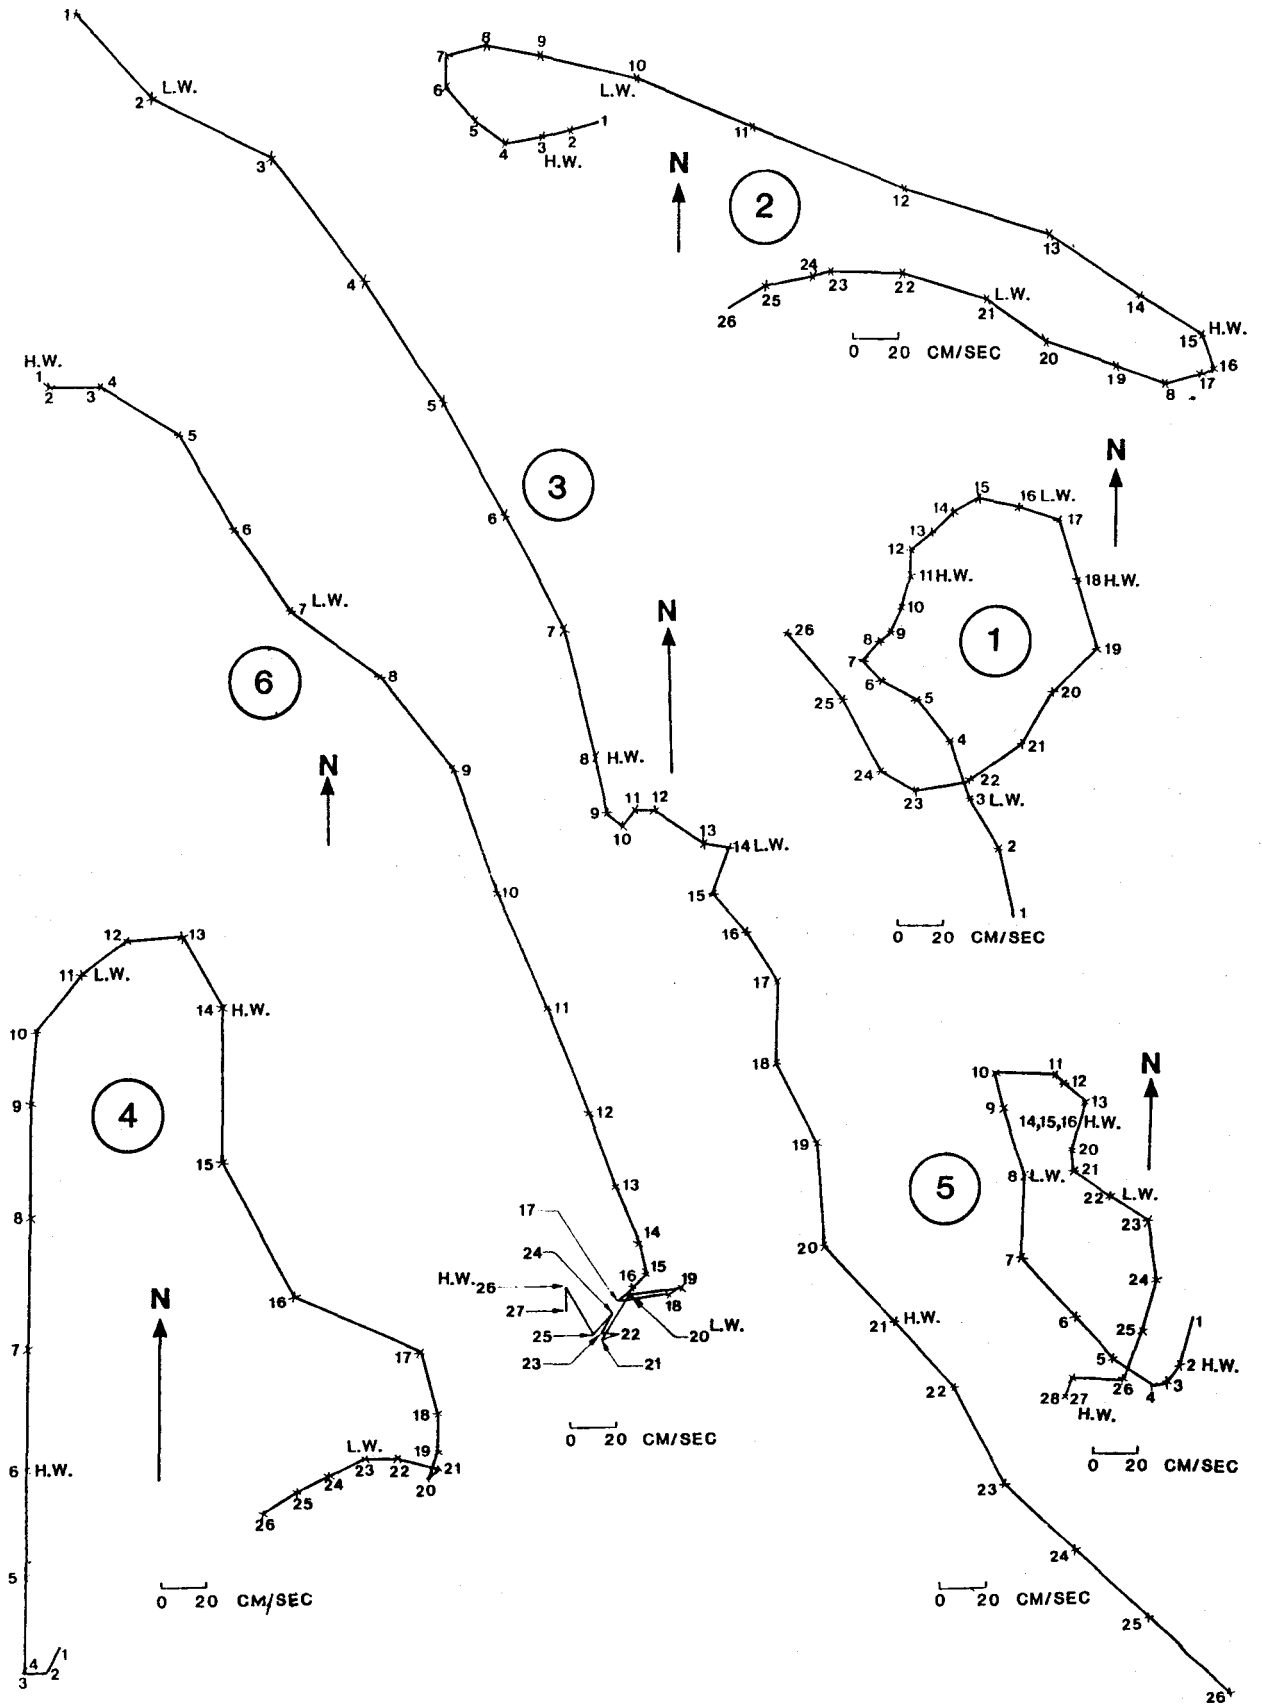 1
2 L.W.
3
4
5
6
3
7
8 H.W.
9
10
11 12
13
14 L.W.
15
16
17
18
19
20
21 H.W.
22
23
24
25
26
N
0 20 CM/SEC
7 8 9 10
L.W.
6
5
4 3 2 1
H.W.
11
12
13
14
15 H.W.
16
17
8
19
20
21 L.W.
22
23
24
25
26
N
2
0 20 CM/SEC
N
15
14 16 L.W.
13 17
12
11 H.W. 18 H.W.
10
9
8
7 19
6
5 20
4 21
26
25
24
23 22
3 L.W.
2
1
1
0 20 CM/SEC
H.W.
1 4
2 3
5
6
7 L.W.
8
9
10
11
12
13
14
15
16
17
24
H.W. 26
27
25
23
22
21
20 L.W.
18
19
6
N
0 20 CM/SEC
12 13
11 L.W.
14 H.W.
10
9
4
15
8
16
N
7
17
18
L.W. 19
6 H.W. 23 22 21
24 20
25
26
5
4 1
3 2
0 20 CM/SEC
N
10 11
12
9 13
14,15,16 H.W.
20
8 L.W. 21
22 L.W.
5 23
7
24
6 25 1
5 2 H.W.
26 4 3
28 27
H.W.
0 20 CM/SEC